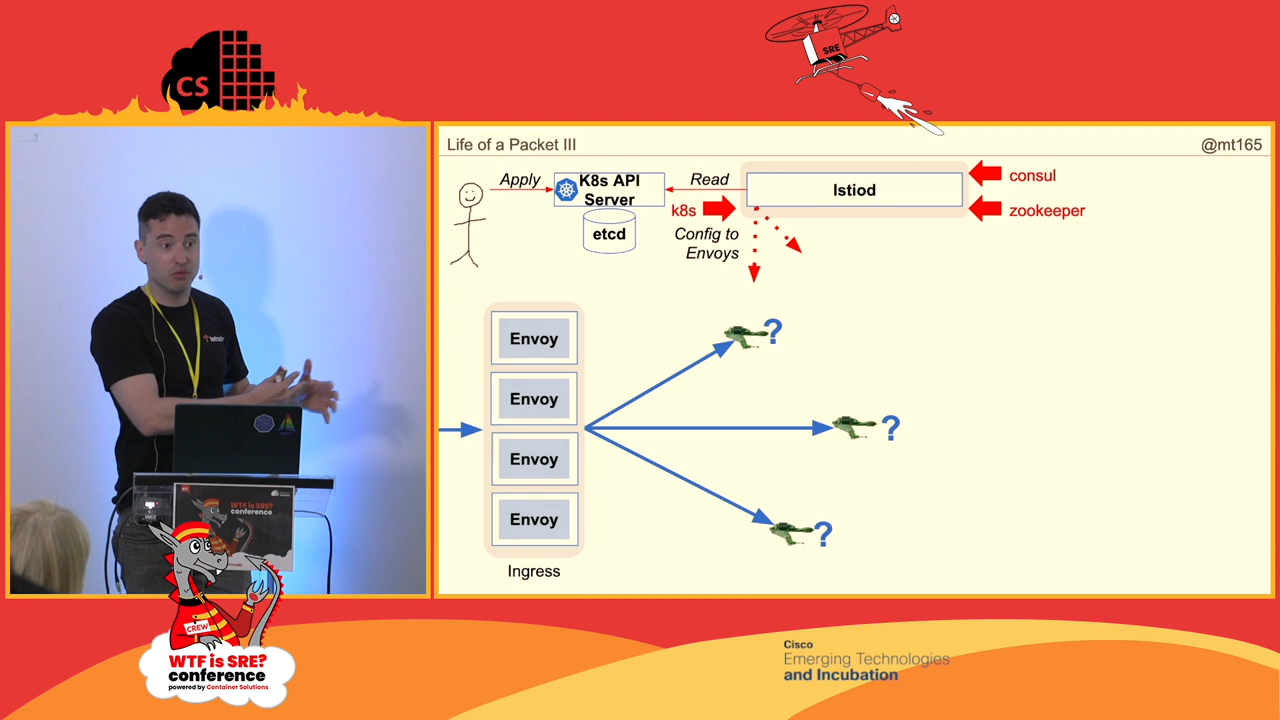 CS
SRE
Life of a Packet III
@mt165
Apply
K8s API
Server
Read
Istiod
consul
zookeeper
k8s
etcd
Config to
Envoys
Envoy
Envoy
Envoy
Envoy
Ingress
?
?
?
WTF is SRE?
conference
CREW
WTF is SRE?
conference
powered by Container Solutions
Cisco
Emerging Technologies
and Incubation